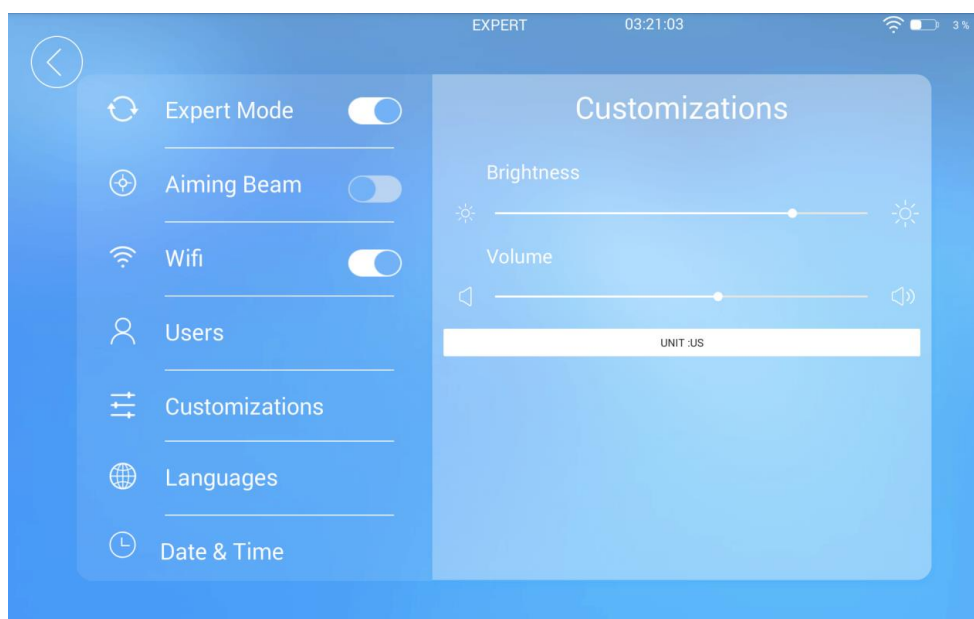 EXPERT 03:21:03 3 %
Expert Mode
Aiming Beam
Wifi
Users
Customizations
Languages
Date & Time
Customizations
Brightness
Volume
UNIT :US